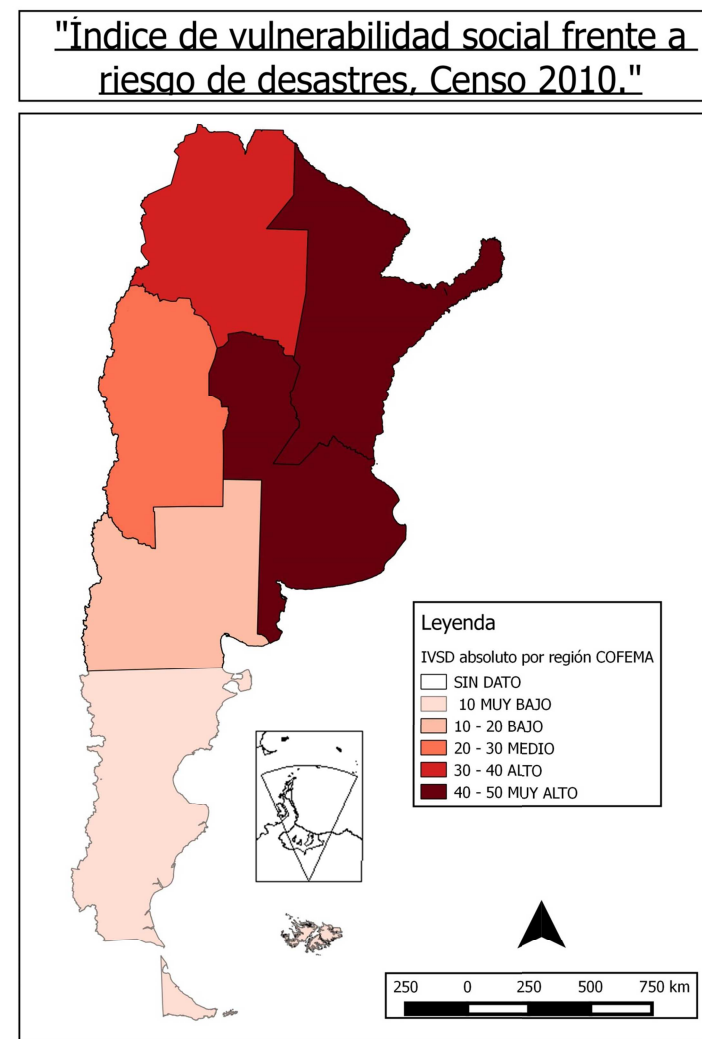 "Índice de vulnerabilidad social frente a
riesgo de desastres, Censo 2010."
Leyenda
IVSD absoluto por región COFEMA
SIN DATO
10 MUY BAJO
10 - 20 BAJO
20 - 30 MEDIO
30 - 40 ALTO
40 - 50 MUY ALTO
250 0 250 500 750 km